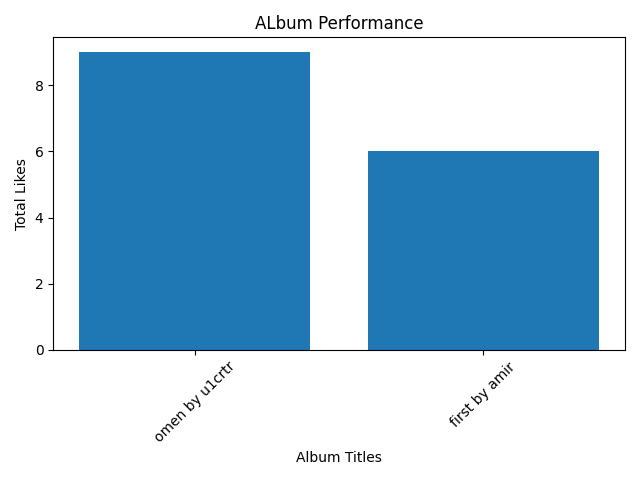 ALbum Performance
Total Likes
8
6
4
2
0
omen by u1crtr
first by amir
Album Titles